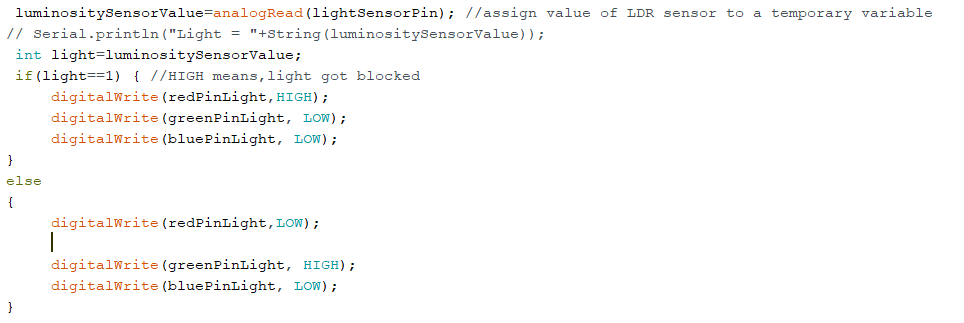 luminositySensorValue=analogRead(lightSensorPin); //assign value of LDR sensor to a temporary variable
// Serial.println("Light = "+String(luminositySensorValue));
int light=luminositySensorValue;
if(light==1) { //HIGH means,light got blocked
digitalWrite(redPinLight,HIGH);
digitalWrite(greenPinLight, LOW);
digitalWrite(bluePinLight, LOW);
}
else
{
digitalWrite(redPinLight,LOW);
digitalWrite(greenPinLight, HIGH);
digitalWrite(bluePinLight, LOW);
}